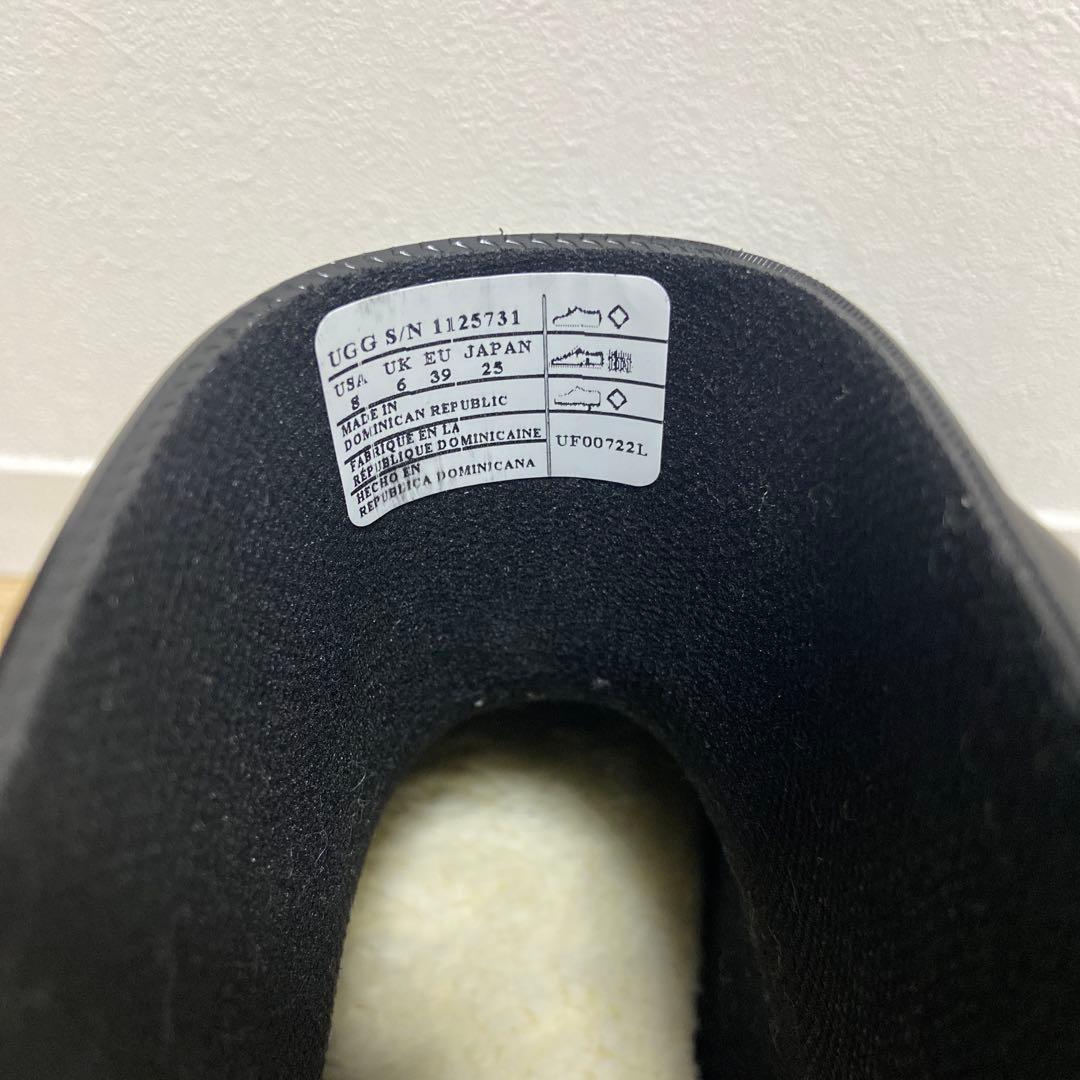 UGG S/N 1125731
USA UK EU JAPAN
8 6 39 25
MADE IN
DOMINICAN REPUBLIC
FABRIQUE EN LA
RÉPUBLIQUE DOMINICAINE
HECHO EN
REPUBLICA DOMINICANA
UF00722L